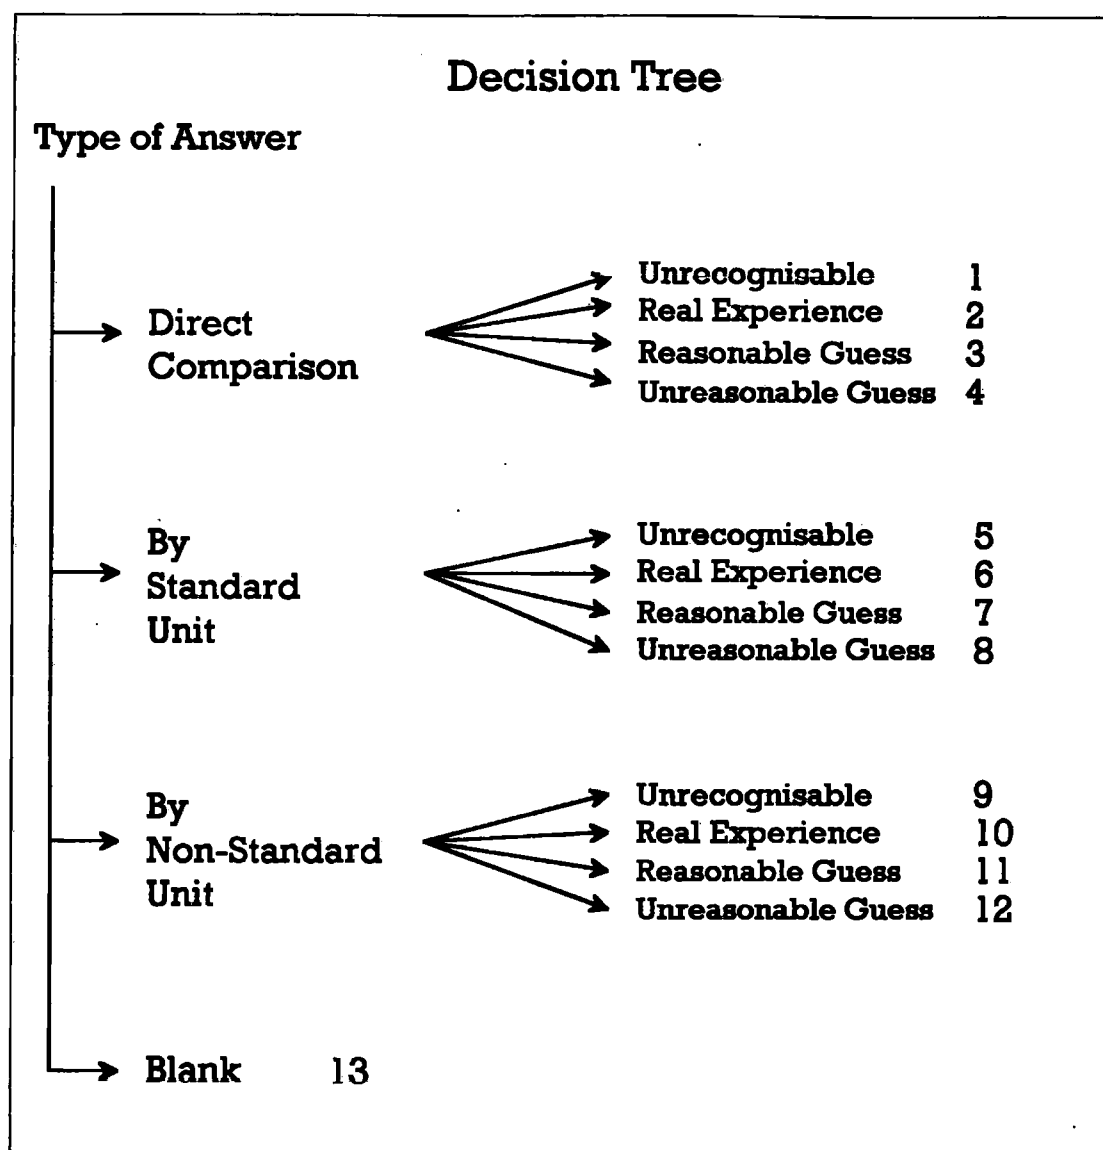 Decision Tree
Type of Answer
Direct
Comparison
Unrecognisable 1
Real Experience 2
Reasonable Guess 3
Unreasonable Guess 4
By
Standard
Unit
Unrecognisable 5
Real Experience 6
Reasonable Guess 7
Unreasonable Guess 8
By
Non-Standard
Unit
Unrecognisable 9
Real Experience 10
Reasonable Guess 11
Unreasonable Guess 12
Blank 13